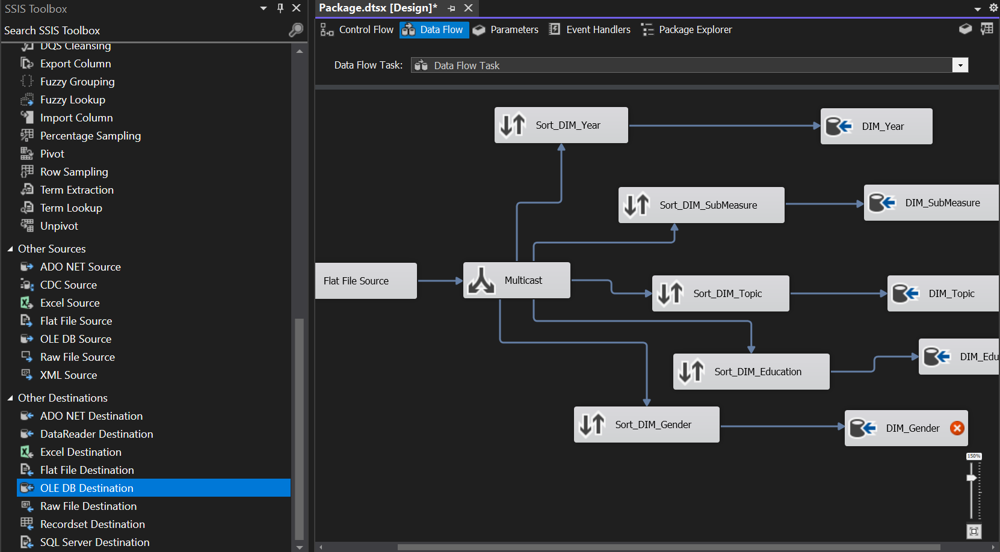 SSIS Toolbox
Search SSIS Toolbox
DQS Cleansing
Export Column
Fuzzy Grouping
Fuzzy Lookup
Import Column
Percentage Sampling
Pivot
Row Sampling
Term Extraction
Term Lookup
Unpivot
Other Sources
ADO NET Source
CDC Source
Excel Source
Flat File Source
OLE DB Source
Raw File Source
XML Source
Other Destinations
ADO NET Destination
DataReader Destination
Excel Destination
Flat File Destination
OLE DB Destination
Raw File Destination
Recordset Destination
SQL Server Destination
Package.dtsx [Design]*
Control Flow
Data Flow
Parameters
Event Handlers
Package Explorer
Data Flow Task:
Data Flow Task
Sort_DIM_Year
DIM_Year
Sort_DIM_SubMeasure
DIM_SubMeasure
Flat File Source
Multicast
Sort_DIM_Topic
DIM_Topic
Sort_DIM_Education
DIM_Edu
Sort_DIM_Gender
DIM_Gender
150%